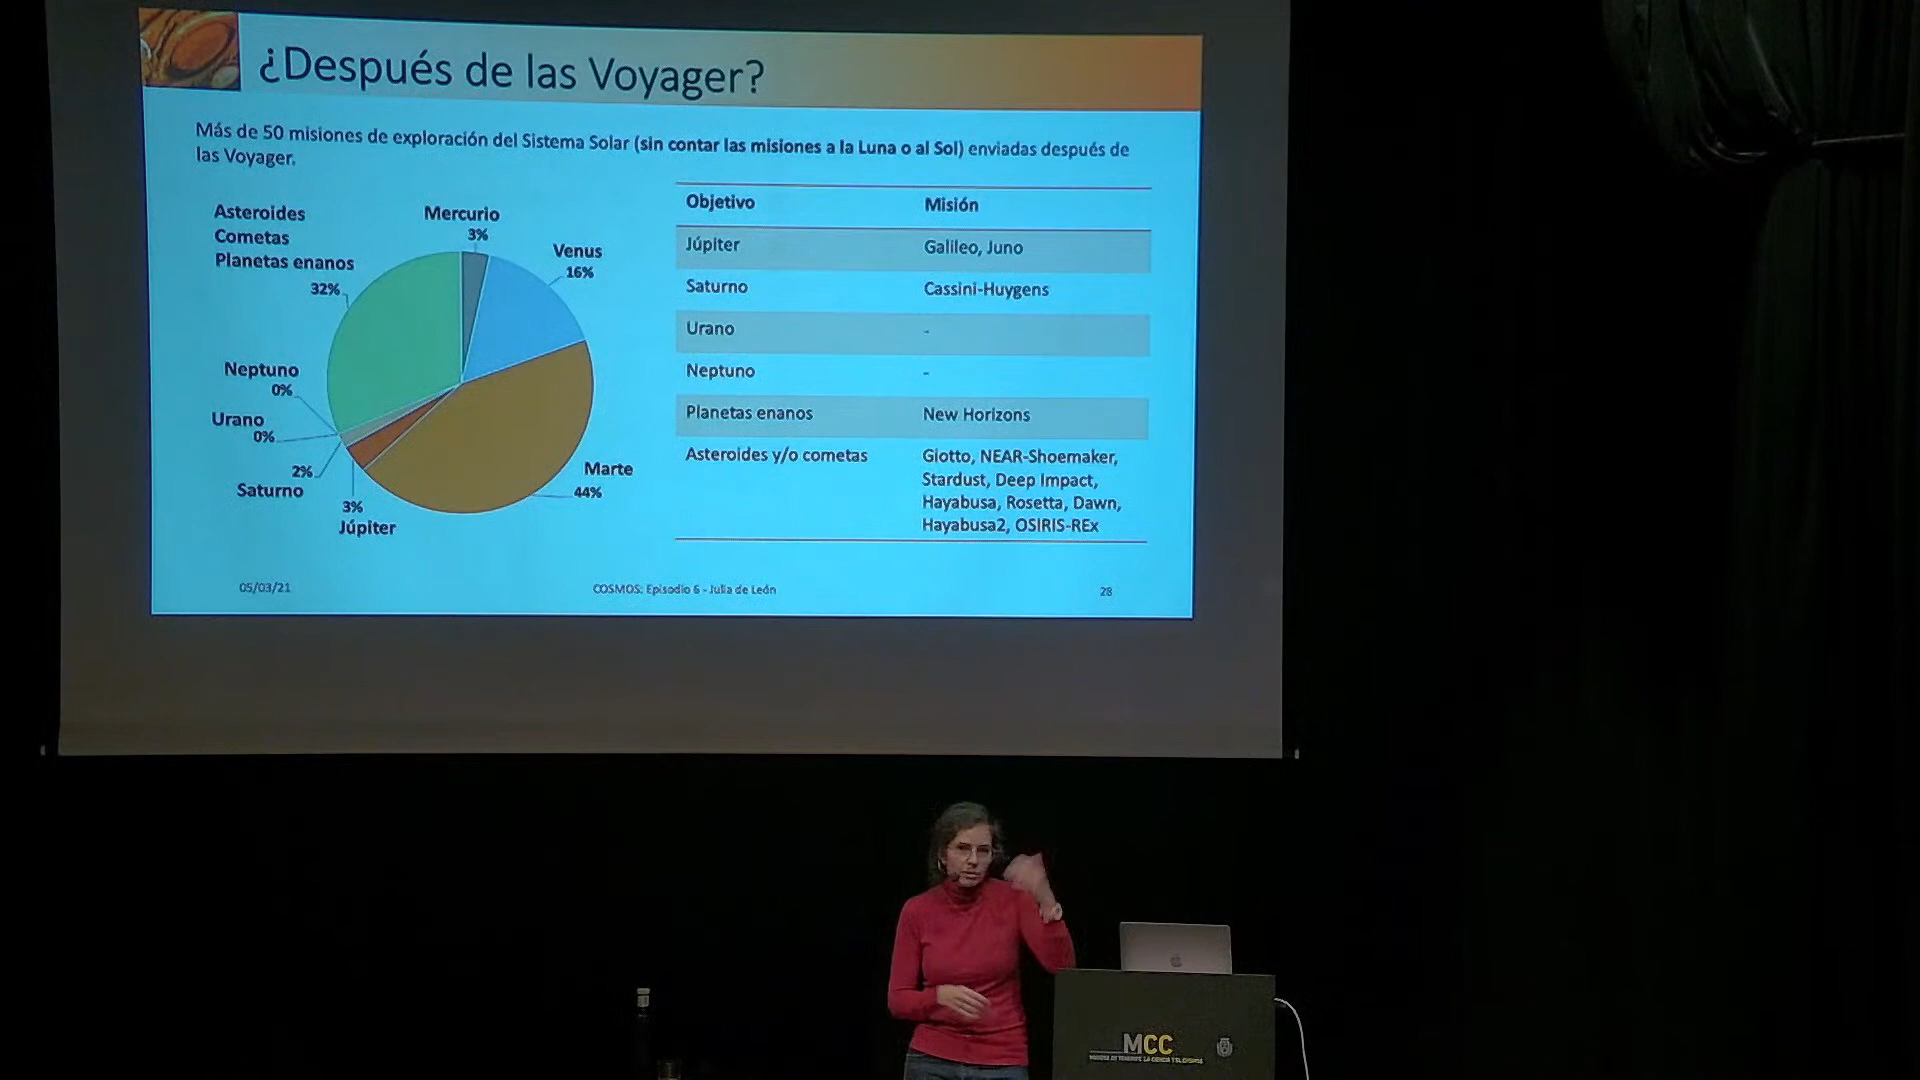 ¿Después de las Voyager?
Más de 50 misiones de exploración del Sistema Solar (sin contar las misiones a la Luna o al Sol) enviadas después de
las Voyager.
Asteroides
Cometas
Planetas enanos
32%
Mercurio
3%
Venus
16%
Neptuno
0%
Urano
0%
2%
Saturno
3%
Júpiter
Marte
44%
Objetivo Misión
Júpiter Galileo, Juno
Saturno Cassini-Huygens
Urano -
Neptuno -
Planetas enanos New Horizons
Asteroides y/o cometas Giotto, NEAR-Shoemaker,
Stardust, Deep Impact,
Hayabusa, Rosetta, Dawn,
Hayabusa2, OSIRIS-REx
05/03/21 COSMOS: Episodio 6 - Julia de León 28
MCC